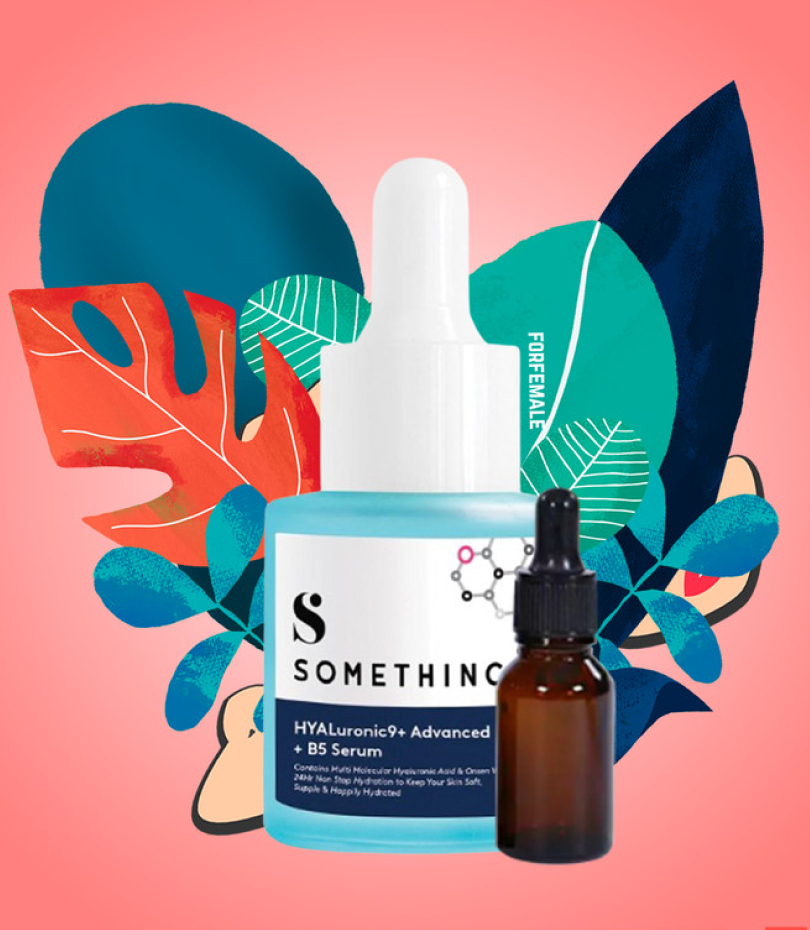 FORFEMALE
S
SOMETHINC
HYALuronic9+ Advanced
+ B5 Serum
Contains Multi Molecular Hyaluronic Acid & Onsen
24Hr Non Stop Hydration to Keep Your Skin Soft,
Supple & Happily Hydrated